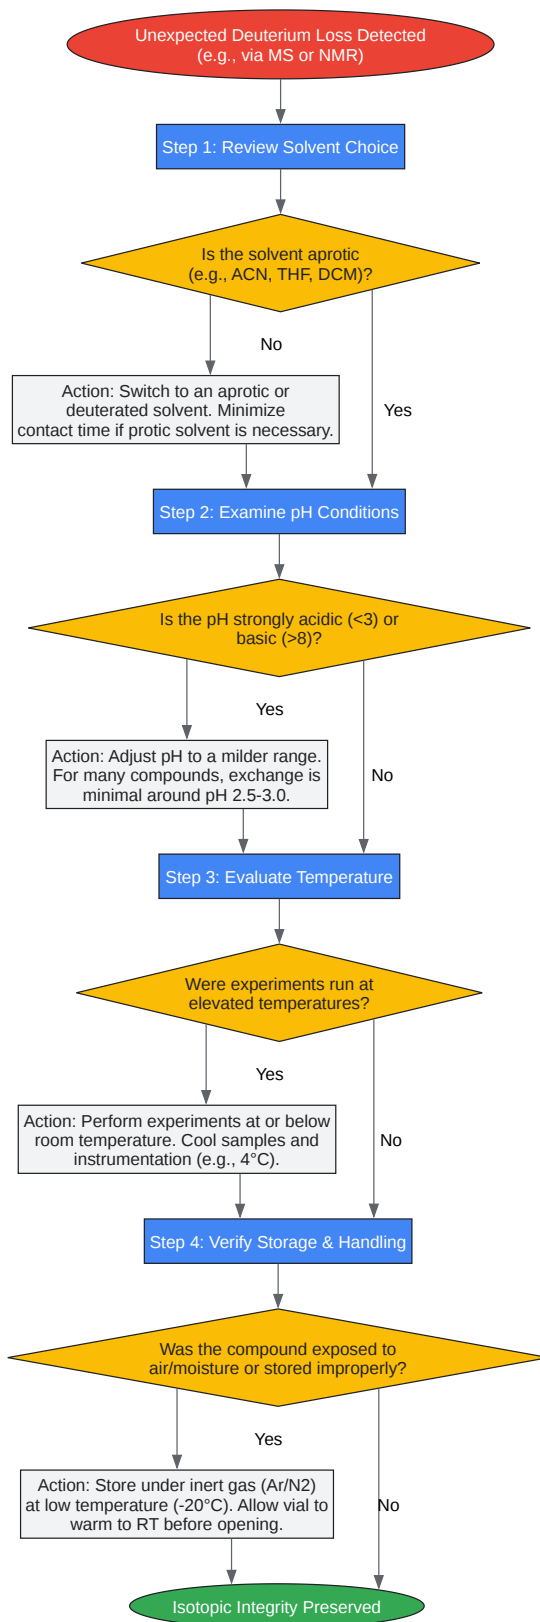 Unexpected Deuterium Loss Detected
(e.g., via MS or NMR)
Step 1: Review Solvent Choice
Is the solvent aprotic
(e.g., ACN, THF, DCM)?
No
Action: Switch to an aprotic or
deuterated solvent. Minimize
contact time if protic solvent is necessary.
Yes
Step 2: Examine pH Conditions
Is the pH strongly acidic (<3) or
basic (>8)?
Yes
Action: Adjust pH to a milder range.
For many compounds, exchange is
minimal around pH 2.5-3.0.
No
Step 3: Evaluate Temperature
Were experiments run at
elevated temperatures?
Yes
Action: Perform experiments at or below
room temperature. Cool samples and
instrumentation (e.g., 4°C).
No
Step 4: Verify Storage & Handling
Was the compound exposed to
air/moisture or stored improperly?
Yes
Action: Store under inert gas (Ar/N2)
at low temperature (-20°C). Allow vial to
warm to RT before opening.
No
Isotopic Integrity Preserved